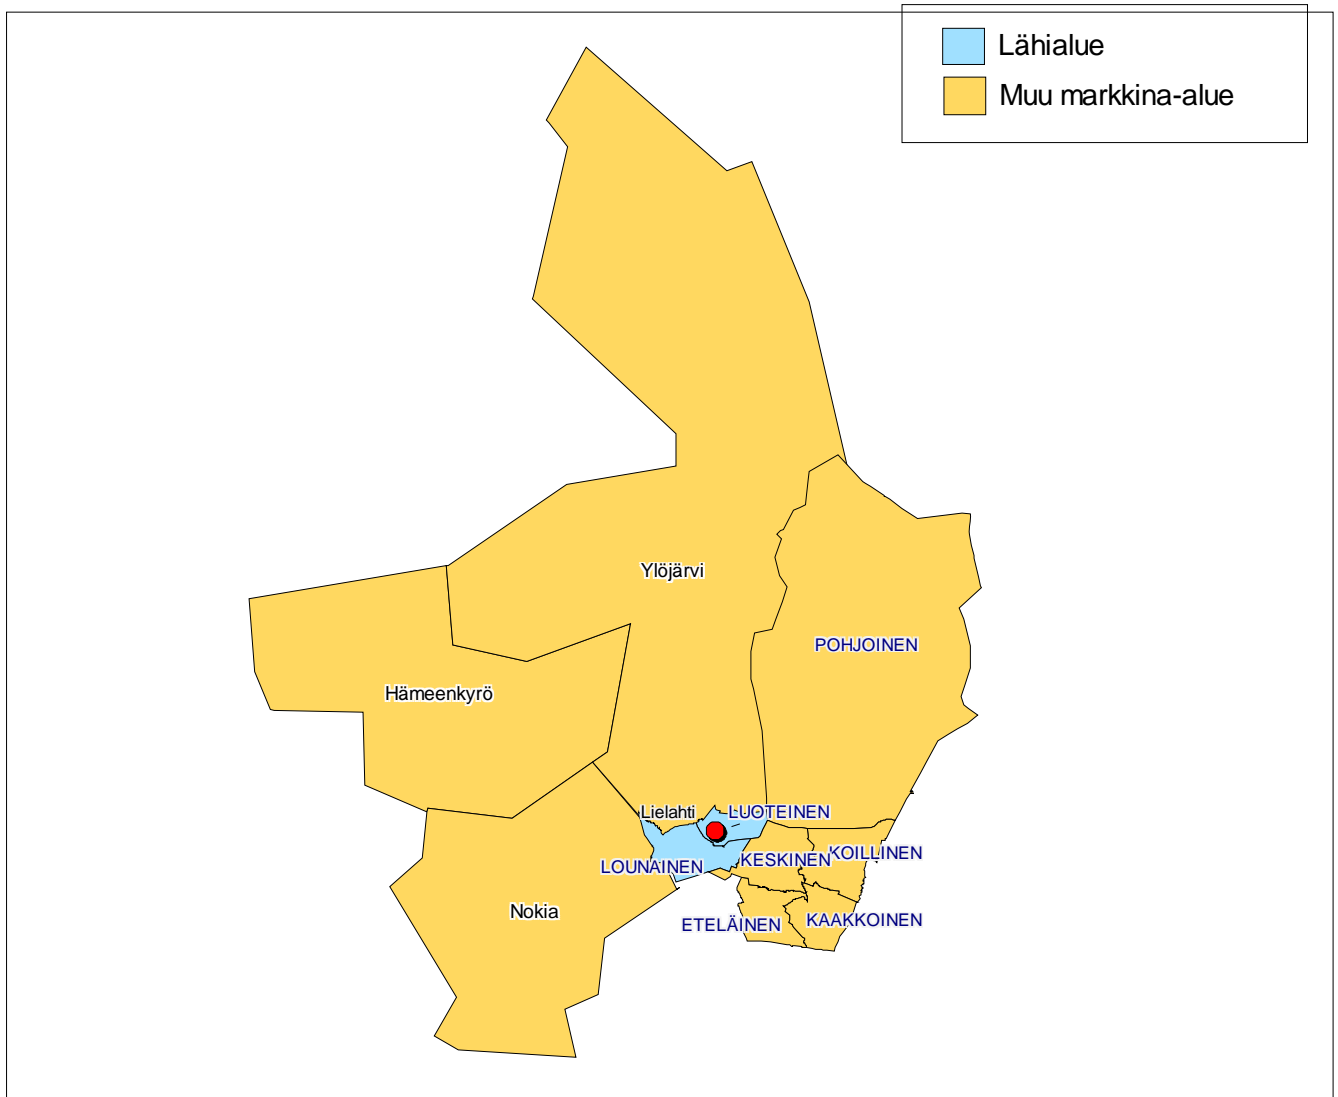 Lähialue
Muu markkina-alue
Ylöjärvi
POHJOINEN
Hämeenkyrö
Lielahti
LUOTEINEN
LOUNAINEN
KESKINEN
KOILLINEN
Nokia
ETELÄINEN
KAAKKOINEN